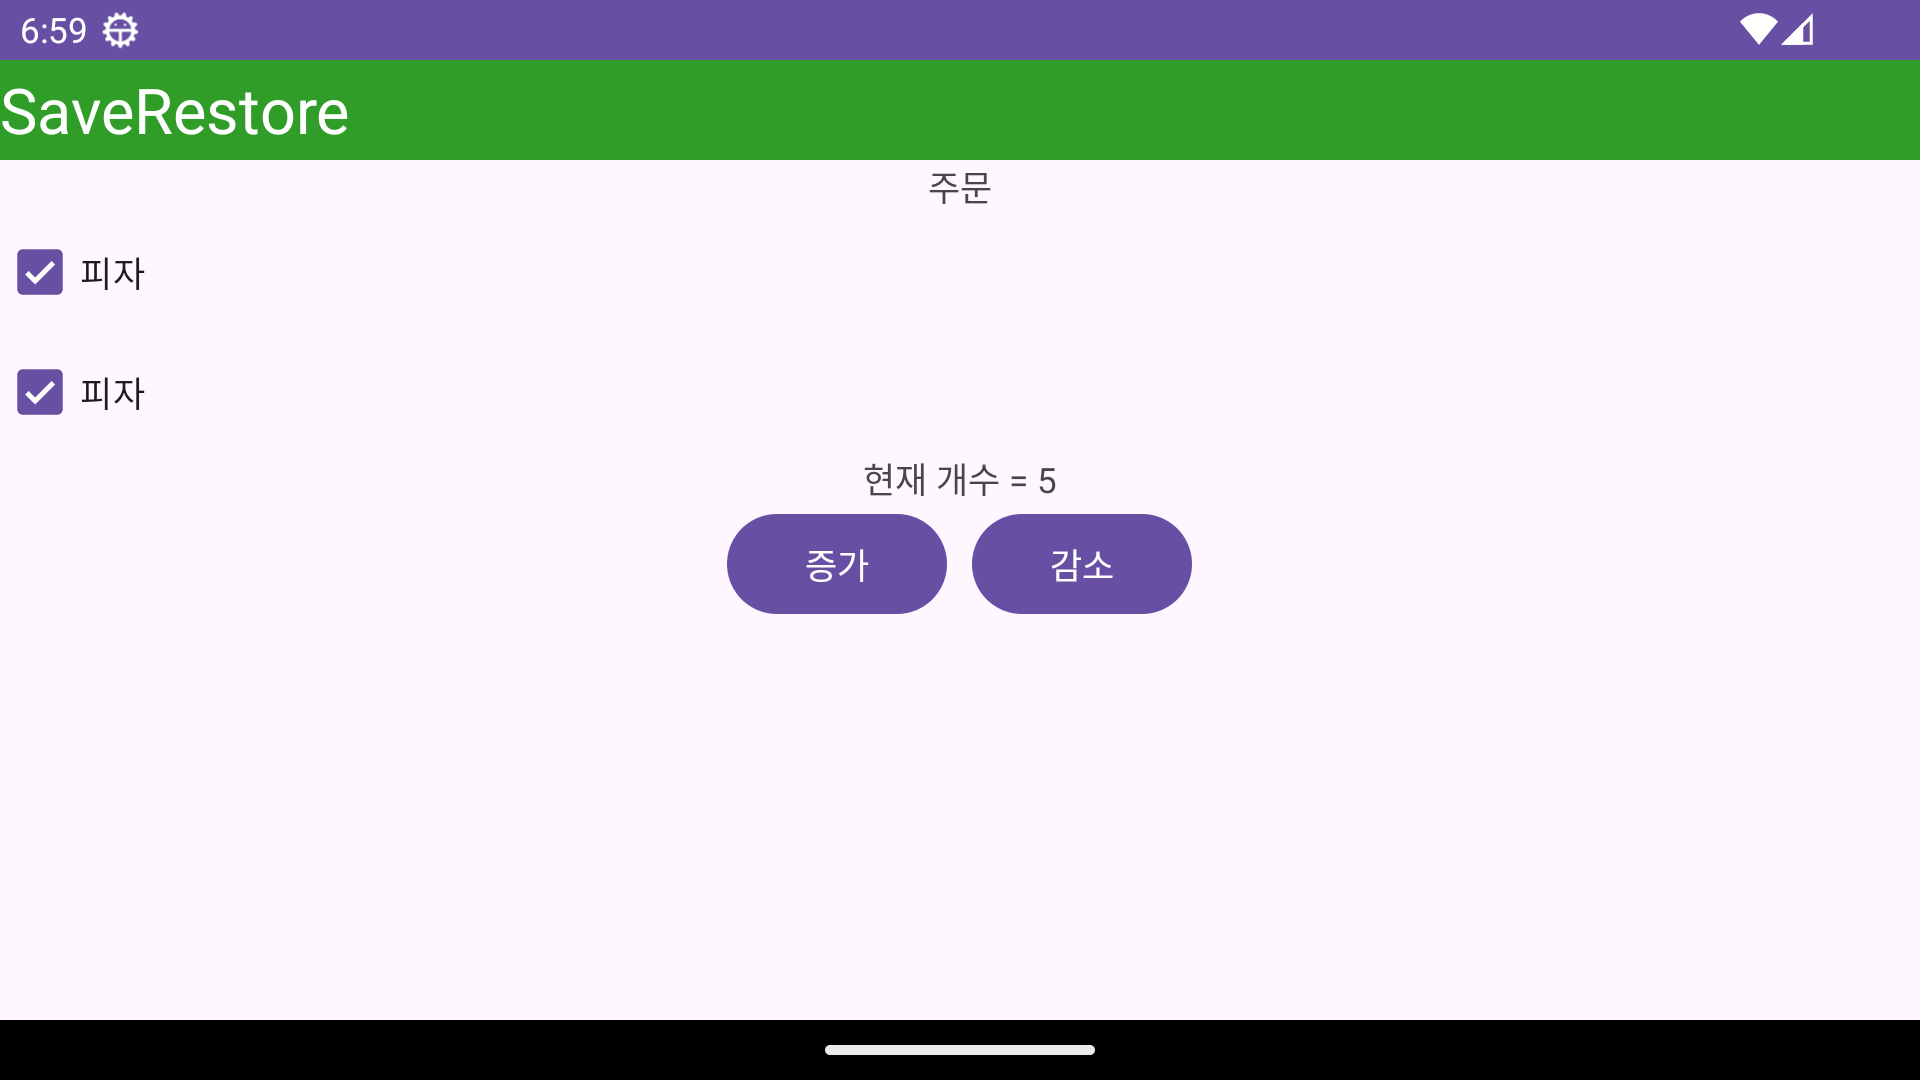 6:59
SaveRestore
주문
피자
피자
현재 개수 = 5
증가 감소